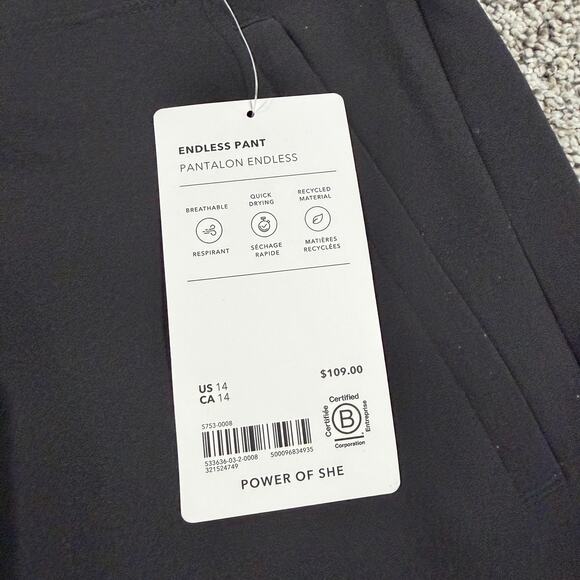 ENDLESS PANT
PANTALON ENDLESS
BREATHABLE
RESPIRANT
QUICK
DRYING
SÉCHAGE
RAPIDE
RECYCLED
MATERIAL
MATIÈRES
RECYCLÉES
US 14
CA 14
$109.00
5753-0008
533636-03-2-0008 500096834935
321524749
Certified
Certifiée
B
Entreprise
Corporation
POWER OF SHE